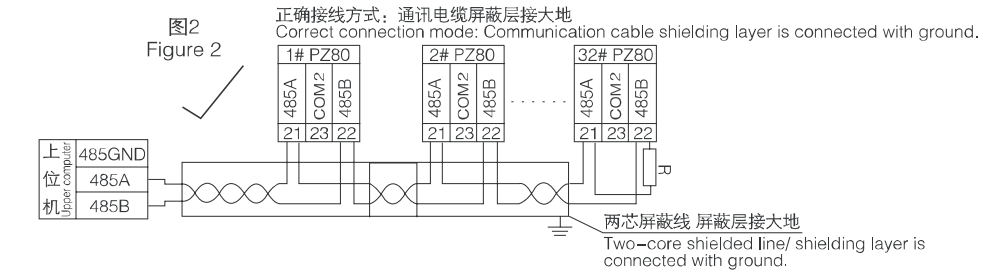 正确接线方式：通讯电缆屏蔽层接大地
图2
Correct connection mode: Communication cable shielding layer is connected with ground.
Figure 2
1# PZ80
2# PZ80
32# PZ80
485A COM2 485B
485A COM2 485B
485A COM2 485B
21 23 22
21 23 22
21 23 22
R
上位机
Upper computer
485GND
485A
485B
两芯屏蔽线 屏蔽层接大地
Two-core shielded line/ shielding layer is
connected with ground.